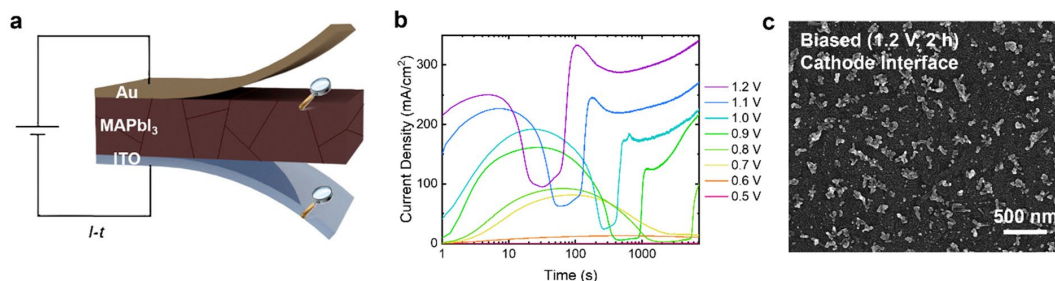 a
Au
MAPbI₃
ITO
I-t
b
Current Density (mA/cm²)
300
200
100
0
1
10
100
1000
Time (s)
1.2 V
1.1 V
1.0 V
0.9 V
0.8 V
0.7 V
0.6 V
0.5 V
c
Biased (1.2 V, 2 h)
Cathode Interface
500 nm